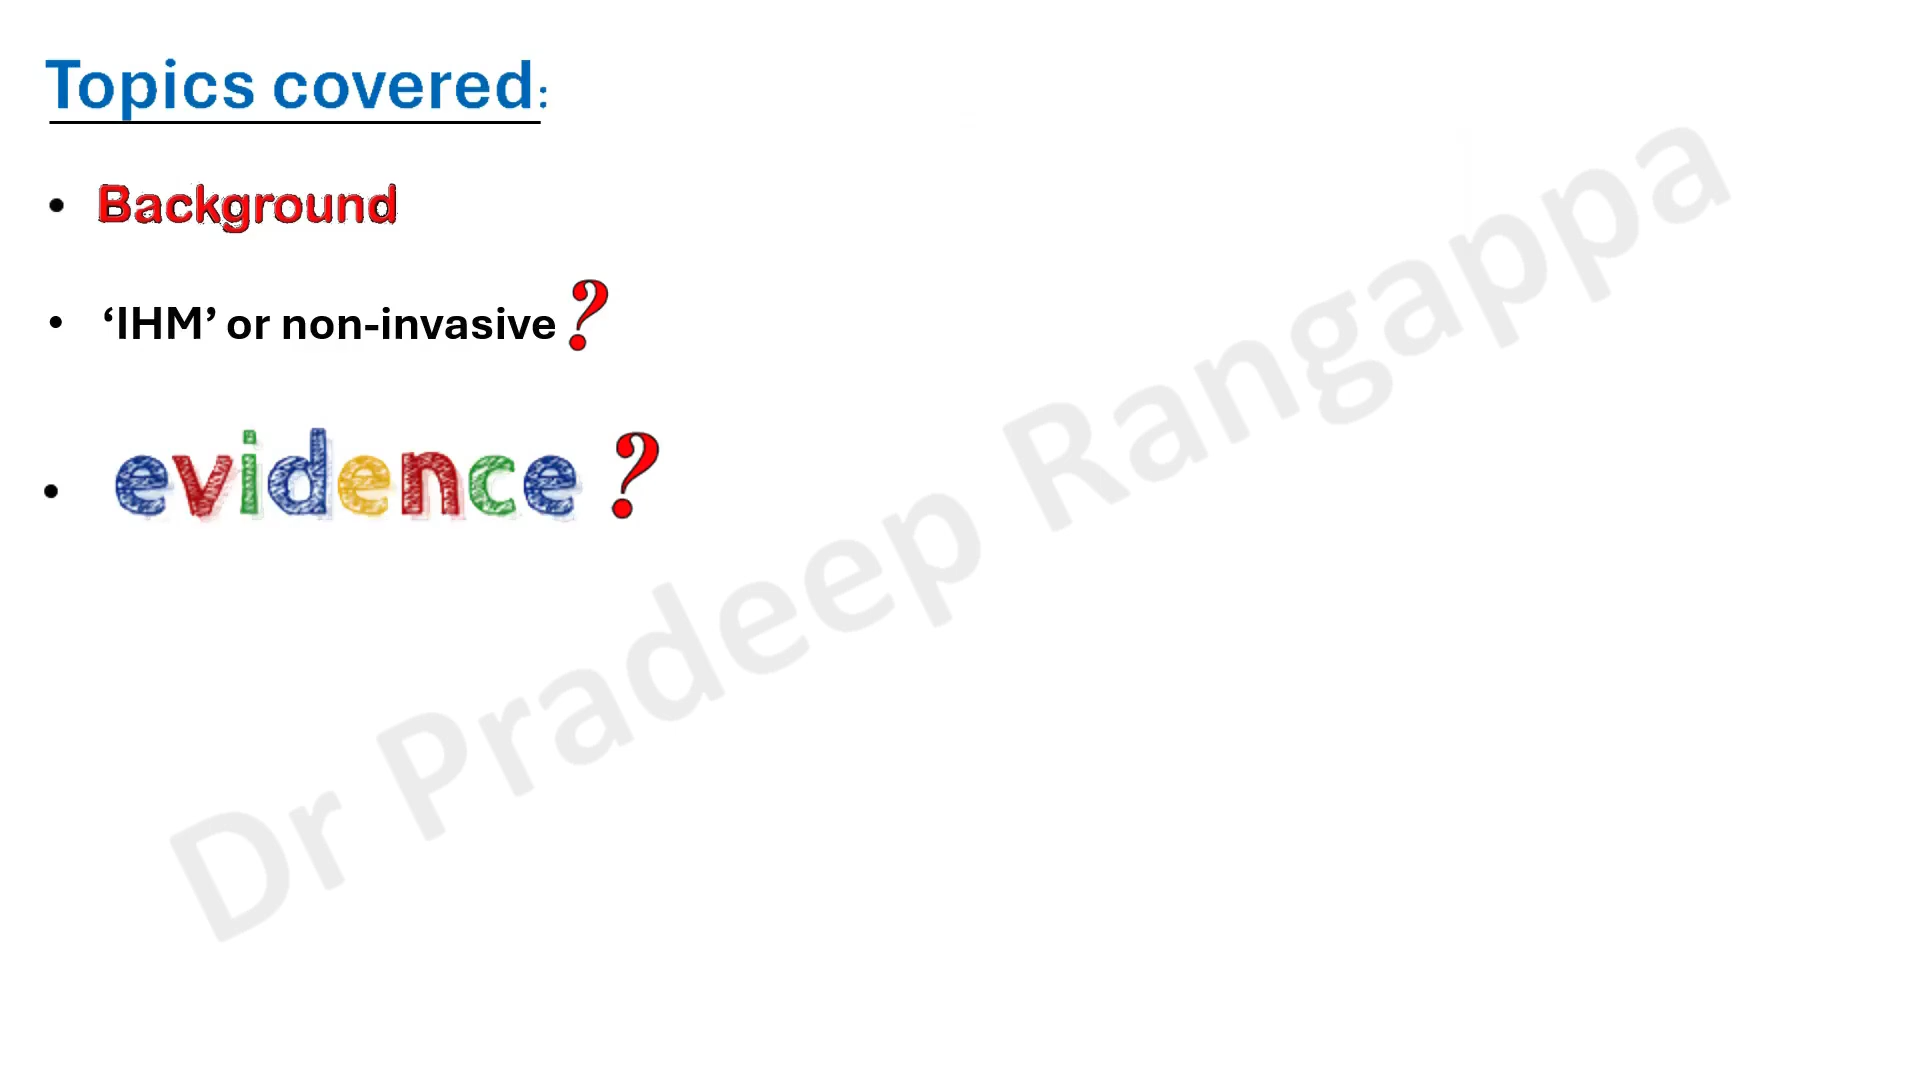 Topics covered:
• Background
• ‘IHM’ or non-invasive ?
• evidence ?
Dr Pradeep Rangappa